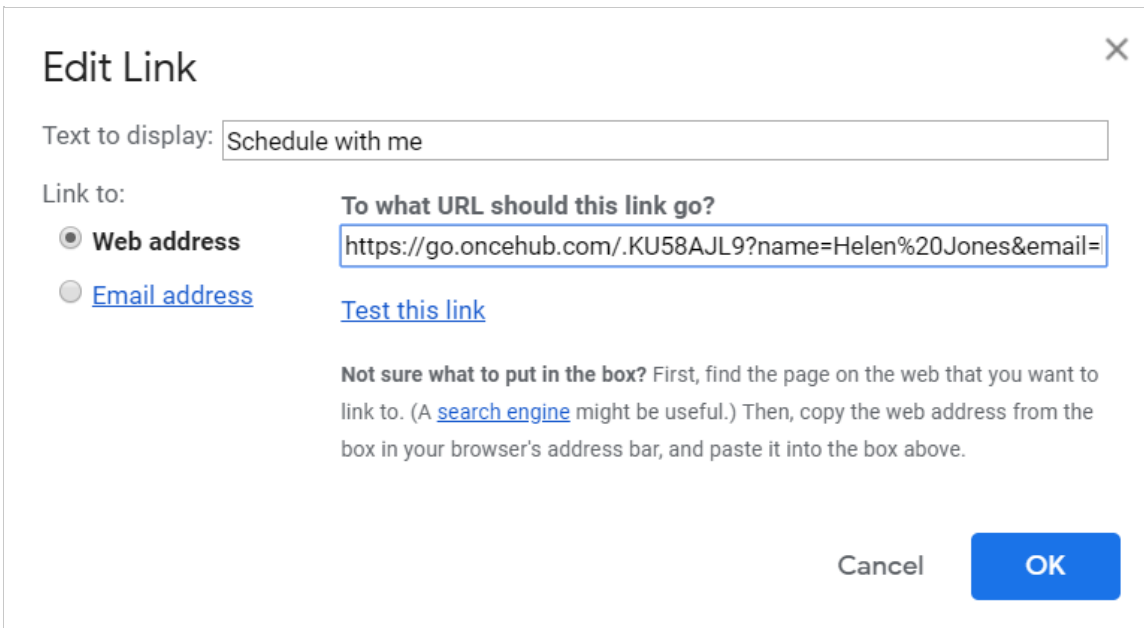 Edit Link
Text to display: Schedule with me
Link to:
To what URL should this link go?
Web address
https://go.oncehub.com/.KU58AJL9?name=Helen%20Jones&email=
Email address
Test this link
Not sure what to put in the box? First, find the page on the web that you want to
link to. (A search engine might be useful.) Then, copy the web address from the
box in your browser's address bar, and paste it into the box above.
Cancel
OK